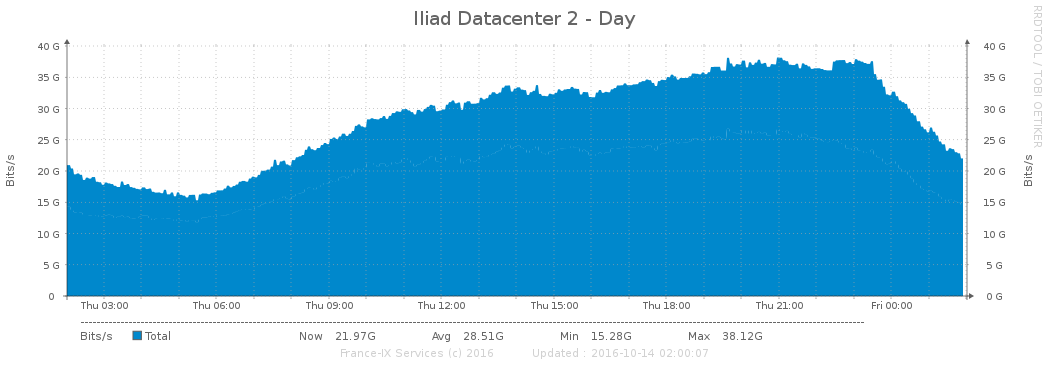 Iliad Datacenter 2 - Day
RRDTOOL / TOBI OETIKER
Bits/s
40 G 40 G
35 G 35 G
30 G 30 G
25 G 25 G
20 G 20 G
15 G 15 G
10 G 10 G
5 G 5 G
0 0 G
Bits/s
Thu 03:00 Thu 06:00 Thu 09:00 Thu 12:00 Thu 15:00 Thu 18:00 Thu 21:00 Fri 00:00
Bits/s Total Now 21.97G Avg 28.51G Min 15.28G Max 38.12G
France-IX Services (c) 2016 Updated : 2016-10-14 02:00:07